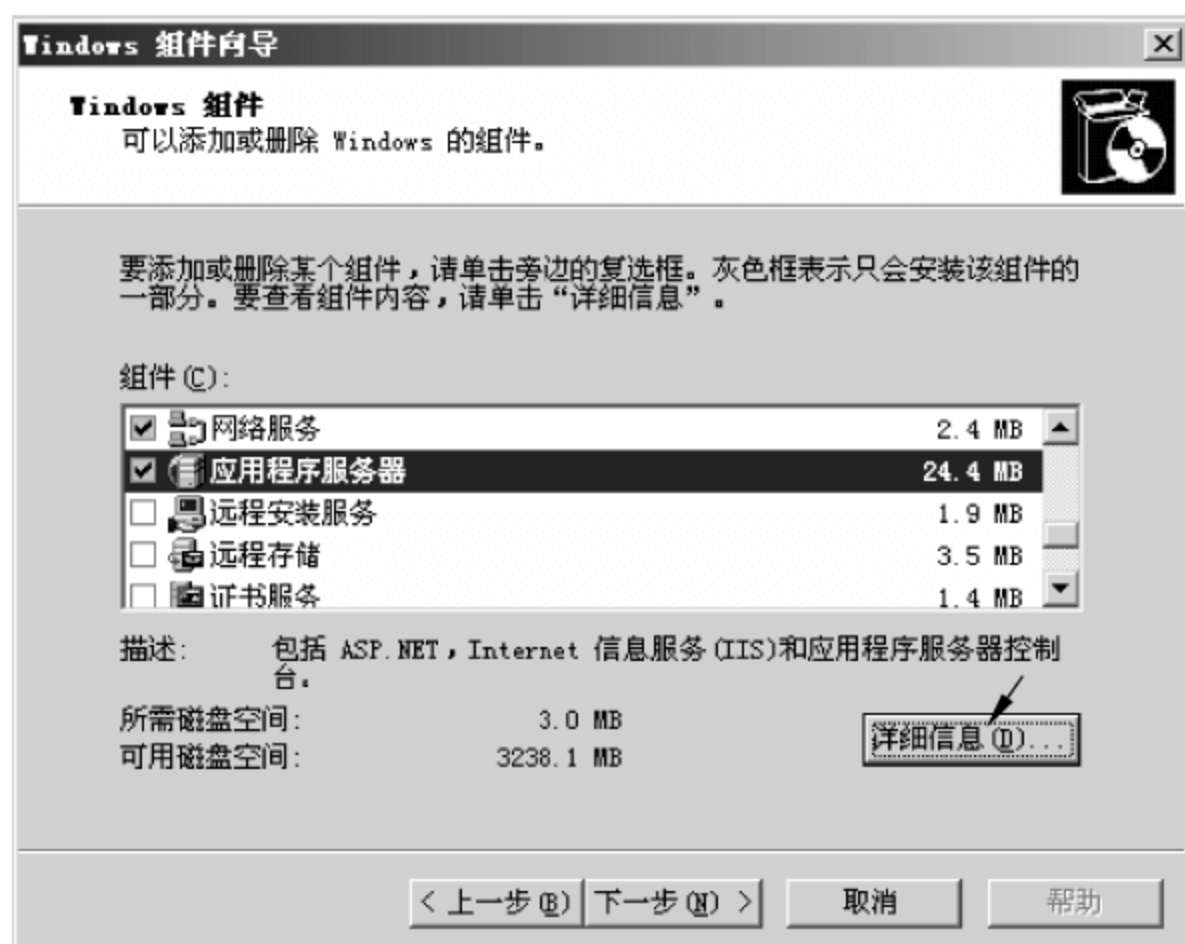 Windows 组件向导
Windows 组件
可以添加或删除 Windows 的组件。
要添加或删除某个组件，请单击旁边的复选框。灰色框表示只会安装该组件的
一部分。要查看组件内容，请单击“详细信息”。
组件(C):
网络服务 2.4 MB
应用程序服务器 24.4 MB
远程安装服务 1.9 MB
远程存储 3.5 MB
证书服务 1.4 MB
描述: 包括 ASP.NET，Internet 信息服务(IIS)和应用程序服务器控制
台。
所需磁盘空间: 3.0 MB
可用磁盘空间: 3238.1 MB
详细信息(D)...
< 上一步(B) 下一步(N) > 取消 帮助